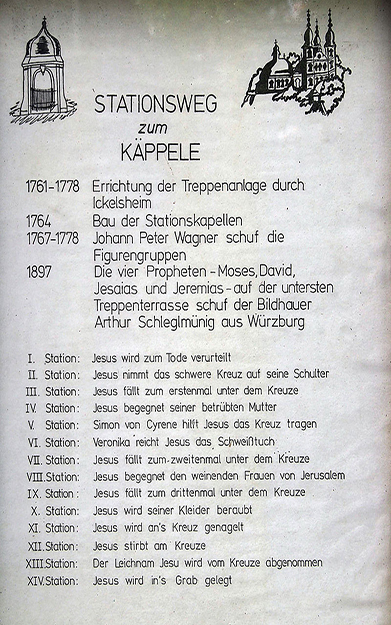 STATIONSWEG
zum
KÄPPELE
1761-1778 Errichtung der Treppenanlage durch
Ickelsheim
1764 Bau der Stationskapellen
1767-1778 Johann Peter Wagner schuf die
Figurengruppen
1897 Die vier Propheten - Moses, David,
Jesaias und Jeremias - auf der untersten
Treppenterrasse schuf der Bildhauer
Arthur Schleglmünig aus Würzburg
I. Station: Jesus wird zum Tode verurteilt
II. Station: Jesus nimmt das schwere Kreuz auf seine Schulter
III. Station: Jesus fällt zum erstenmal unter dem Kreuze
IV. Station: Jesus begegnet seiner betrübten Mutter
V. Station: Simon von Cyrene hilft Jesus das Kreuz tragen
VI. Station: Veronika reicht Jesus das Schweißtuch
VII. Station: Jesus fällt zum zweitenmal unter dem Kreuze
VIII. Station: Jesus begegnet den weinenden Frauen von Jerusalem
IX. Station: Jesus fällt zum drittenmal unter dem Kreuze
X. Station: Jesus wird seiner Kleider beraubt
XI. Station: Jesus wird an's Kreuz genagelt
XII. Station: Jesus stirbt am Kreuze
XIII. Station: Der Leichnam Jesu wird vom Kreuze abgenommen
XIV. Station: Jesus wird in's Grab gelegt